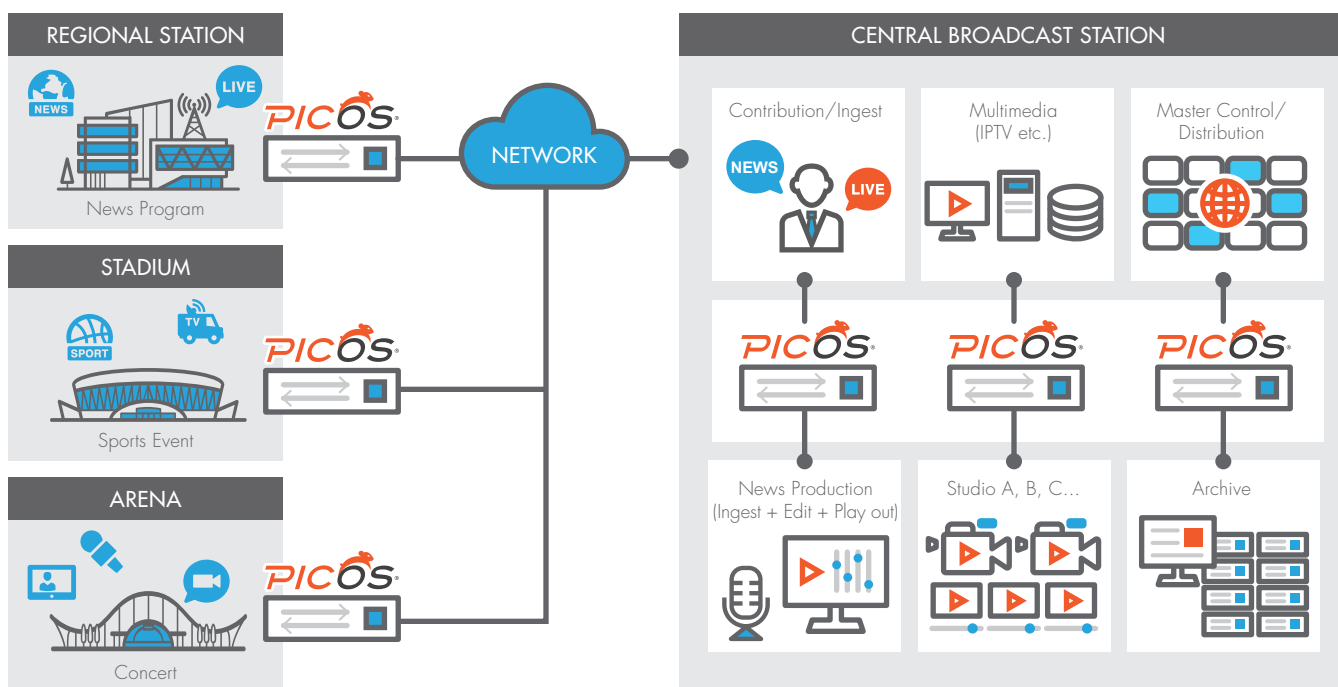 REGIONAL STATION
NEWS
LIVE
News Program
PICOS®
STADIUM
SPORT
TV
Sports Event
PICOS®
ARENA
Concert
PICOS®
NETWORK
CENTRAL BROADCAST STATION
Contribution/Ingest
NEWS
LIVE
Multimedia
(IPTV etc.)
Master Control/
Distribution
PICOS®
PICOS®
PICOS®
News Production
(Ingest + Edit + Play out)
Studio A, B, C...
Archive